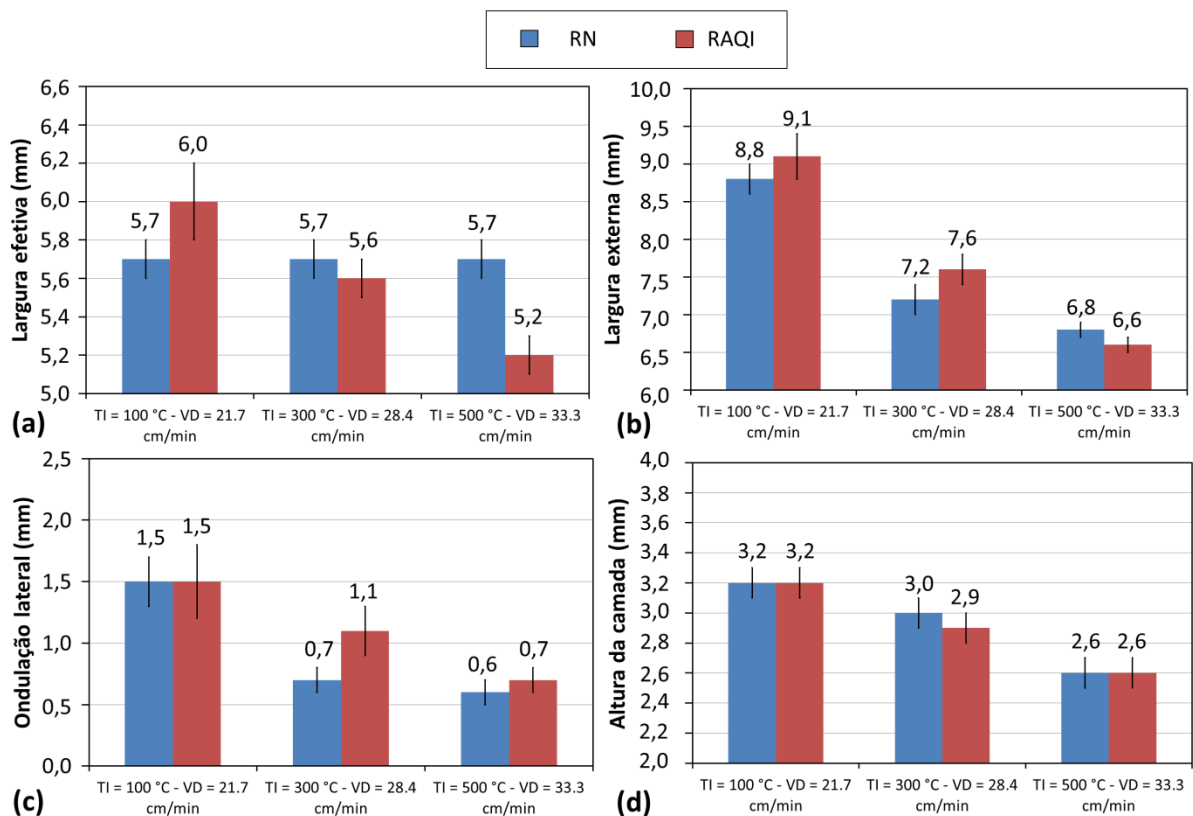 RN RAQI
Largura efetiva (mm)
6,6
6,4
6,2
6,0
5,8
5,6
5,4
5,2
5,0
5,7 6,0 5,7 5,6 5,7 5,2
(a)
TI = 100 °C - VD = 21.7 TI = 300 °C - VD = 28.4 TI = 500 °C - VD = 33.3
cm/min cm/min cm/min
Largura externa (mm)
10,0
9,5
9,0
8,5
8,0
7,5
7,0
6,5
6,0
8,8 9,1 7,2 7,6 6,8 6,6
(b)
TI = 100 °C - VD = 21.7 TI = 300 °C - VD = 28.4 TI = 500 °C - VD = 33.3
cm/min cm/min cm/min
Ondulação lateral (mm)
2,5
2,0
1,5
1,0
0,5
0,0
1,5 1,5 0,7 1,1 0,6 0,7
(c)
TI = 100 °C - VD = 21.7 TI = 300 °C - VD = 28.4 TI = 500 °C - VD = 33.3
cm/min cm/min cm/min
Altura da camada (mm)
4,0
3,8
3,6
3,4
3,2
3,0
2,8
2,6
2,4
2,2
2,0
3,2 3,2 3,0 2,9 2,6 2,6
(d)
TI = 100 °C - VD = 21.7 TI = 300 °C - VD = 28.4 TI = 500 °C - VD = 33.3
cm/min cm/min cm/min